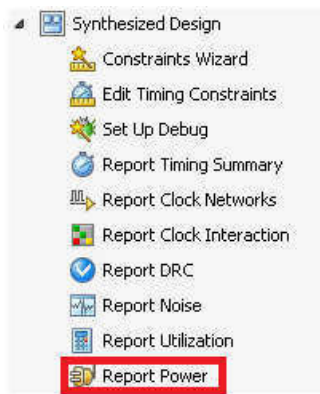 Synthesized Design
Constraints Wizard
Edit Timing Constraints
Set Up Debug
Report Timing Summary
Report Clock Networks
Report Clock Interaction
Report DRC
Report Noise
Report Utilization
Report Power